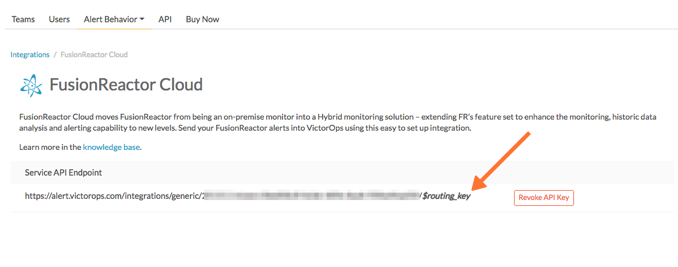 Teams Users Alert Behavior API Buy Now
Integrations / FusionReactor Cloud
FusionReactor Cloud
FusionReactor Cloud moves FusionReactor from being an on-premise monitor into a Hybrid monitoring solution – extending FR's feature set to enhance the monitoring, historic data
analysis and alerting capability to new levels. Send your FusionReactor alerts into VictorOps using this easy to set up integration.
Learn more in the knowledge base.
Service API Endpoint
https://alert.victorops.com/integrations/generic/2 /$routing_key Revoke API Key